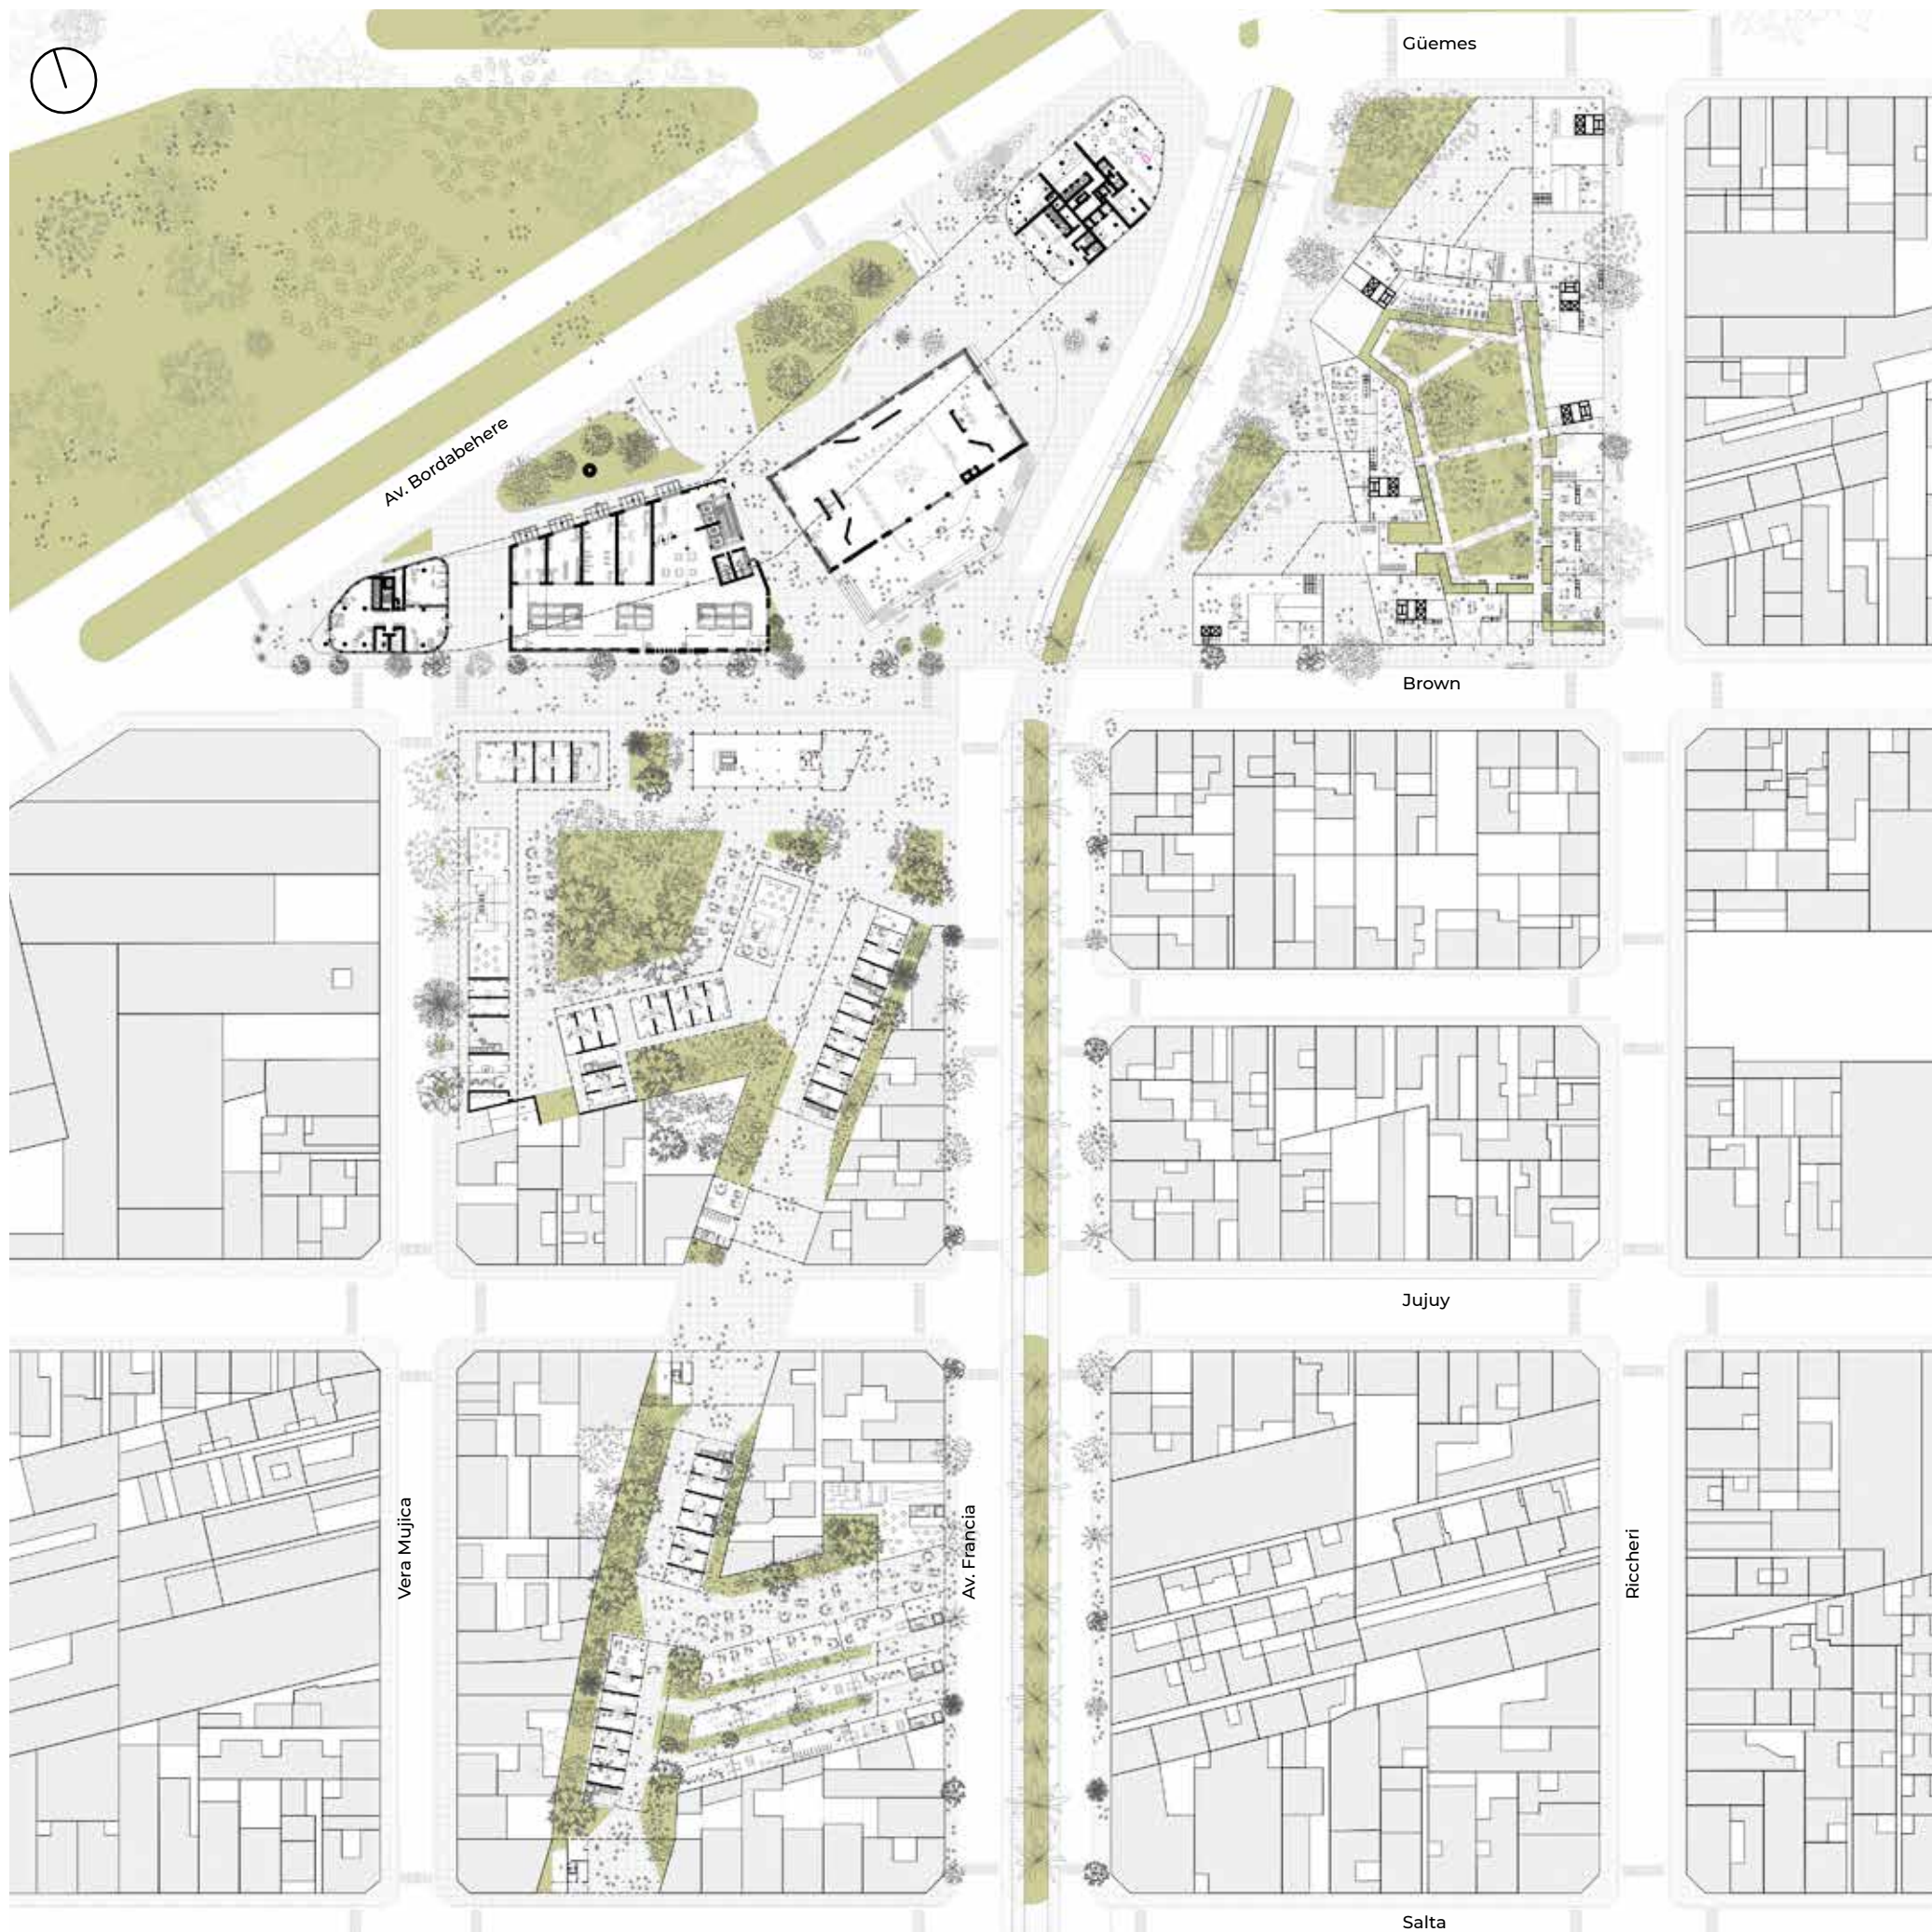 Güemes
Av. Bordabehere
Brown
Jujuy
Vera Mujica
Av. Francia
Riccheri
Salta